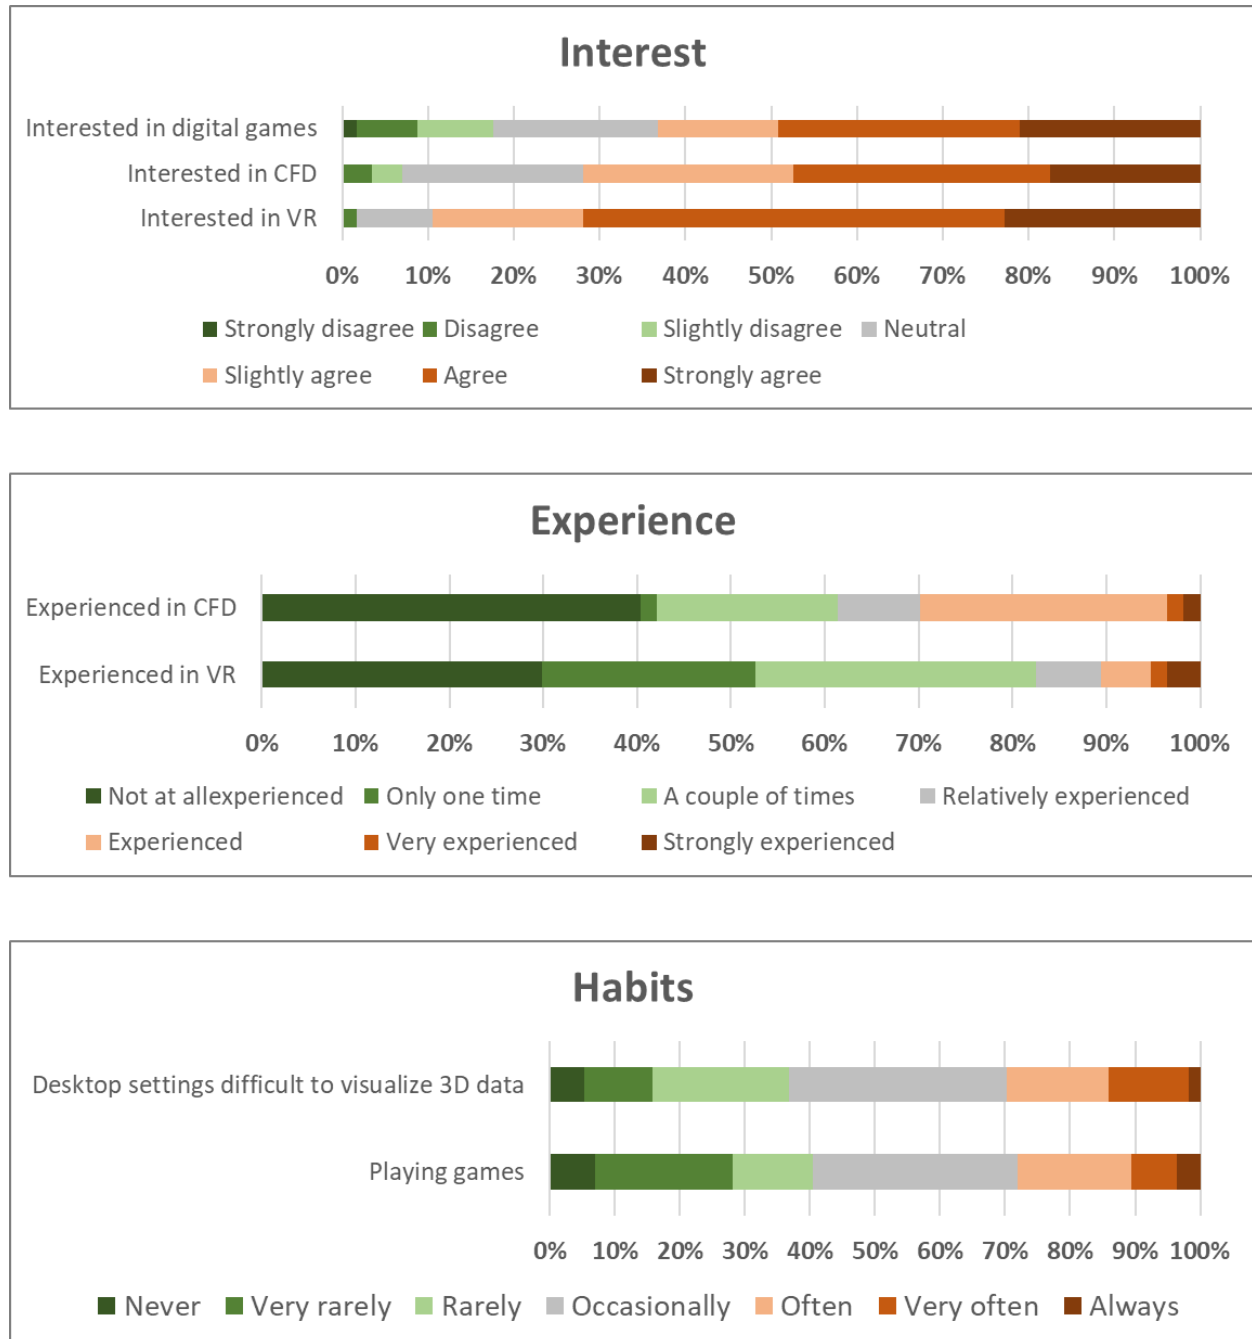 Interest
Interested in digital games
Interested in CFD
Interested in VR
0% 10% 20% 30% 40% 50% 60% 70% 80% 90% 100%
Strongly disagree Disagree Slightly disagree Neutral
Slightly agree Agree Strongly agree
Experience
Experienced in CFD
Experienced in VR
0% 10% 20% 30% 40% 50% 60% 70% 80% 90% 100%
Not at allexperienced Only one time A couple of times Relatively experienced
Experienced Very experienced Strongly experienced
Habits
Desktop settings difficult to visualize 3D data
Playing games
0% 10% 20% 30% 40% 50% 60% 70% 80% 90% 100%
Never Very rarely Rarely Occasionally Often Very often Always